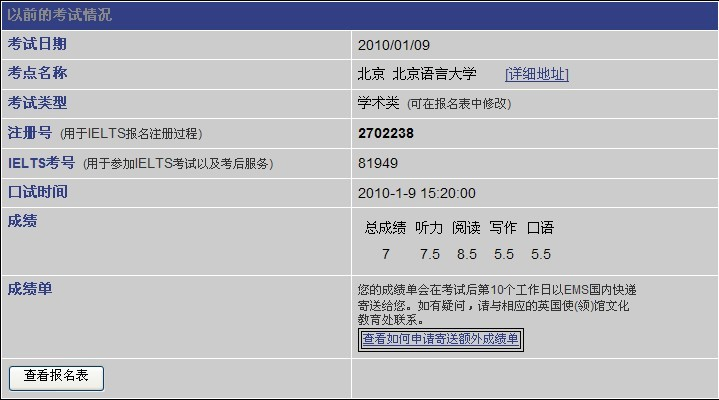 以前的考试情况
考试日期 2010/01/09
考点名称 北京 北京语言大学 [详细地址]
考试类型 学术类 (可在报名表中修改)
注册号 (用于IELTS报名注册过程) 2702238
IELTS考号 (用于参加IELTS考试以及考后服务) 81949
口试时间 2010-1-9 15:20:00
成绩 总成绩 听力 阅读 写作 口语
7 7.5 8.5 5.5 5.5
成绩单 您的成绩单会在考试后第10个工作日以EMS国内快递
寄送给您。如有疑问，请与相应的英国使(领)馆文化
教育处联系。
查看如何申请寄送额外成绩单
查看报名表